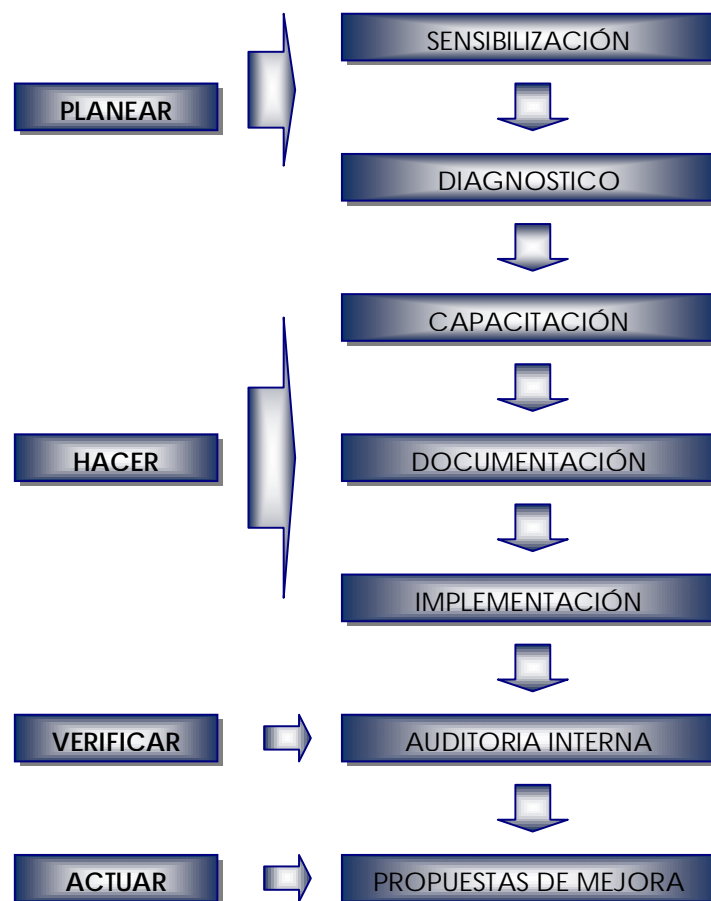 SENSIBILIZACIÓN
PLANEAR
DIAGNOSTICO
CAPACITACIÓN
HACER
DOCUMENTACIÓN
IMPLEMENTACIÓN
VERIFICAR
AUDITORIA INTERNA
ACTUAR
PROPUESTAS DE MEJORA